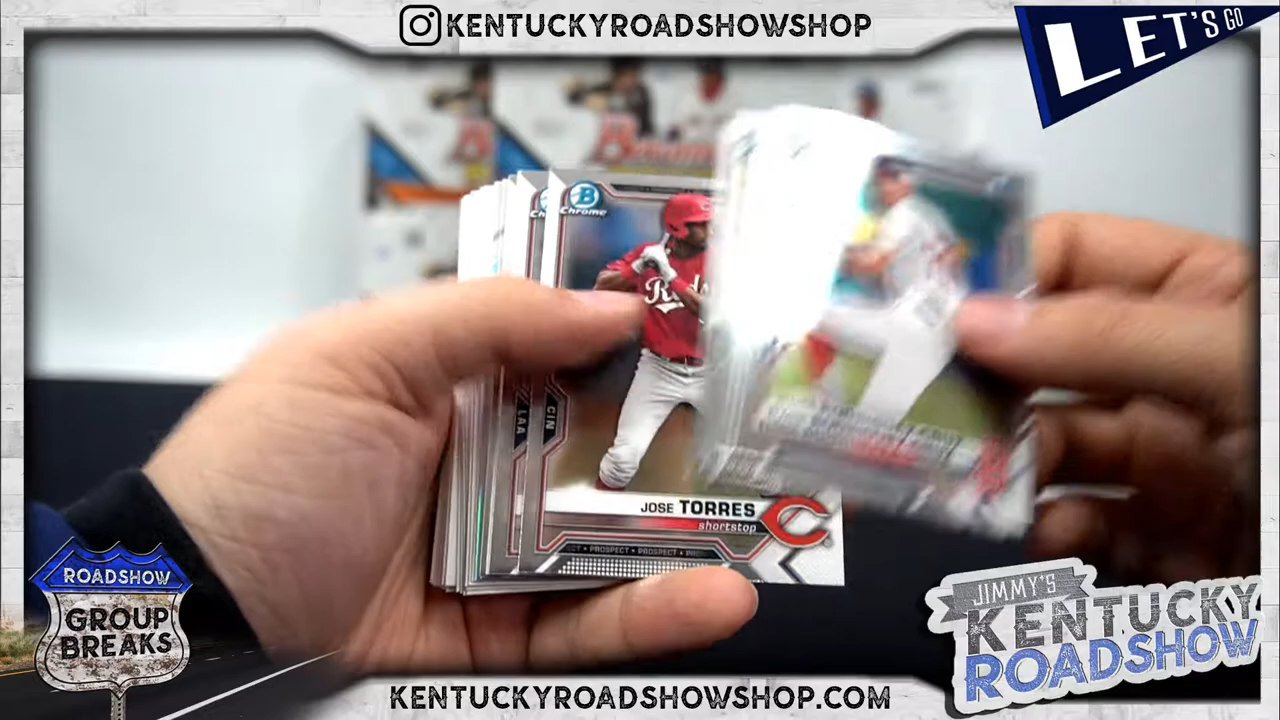 KENTUCKYROADSHOWSHOP
LET'S GO
B
Chrome
Reds
CIN
LAA
JOSE TORRES
shortstop
PROSPECT • PROSPECT
ROADSHOW
GROUP
BREAKS
JIMMY'S
KENTUCKY
ROADSHOW
KENTUCKYROADSHOWSHOP.COM